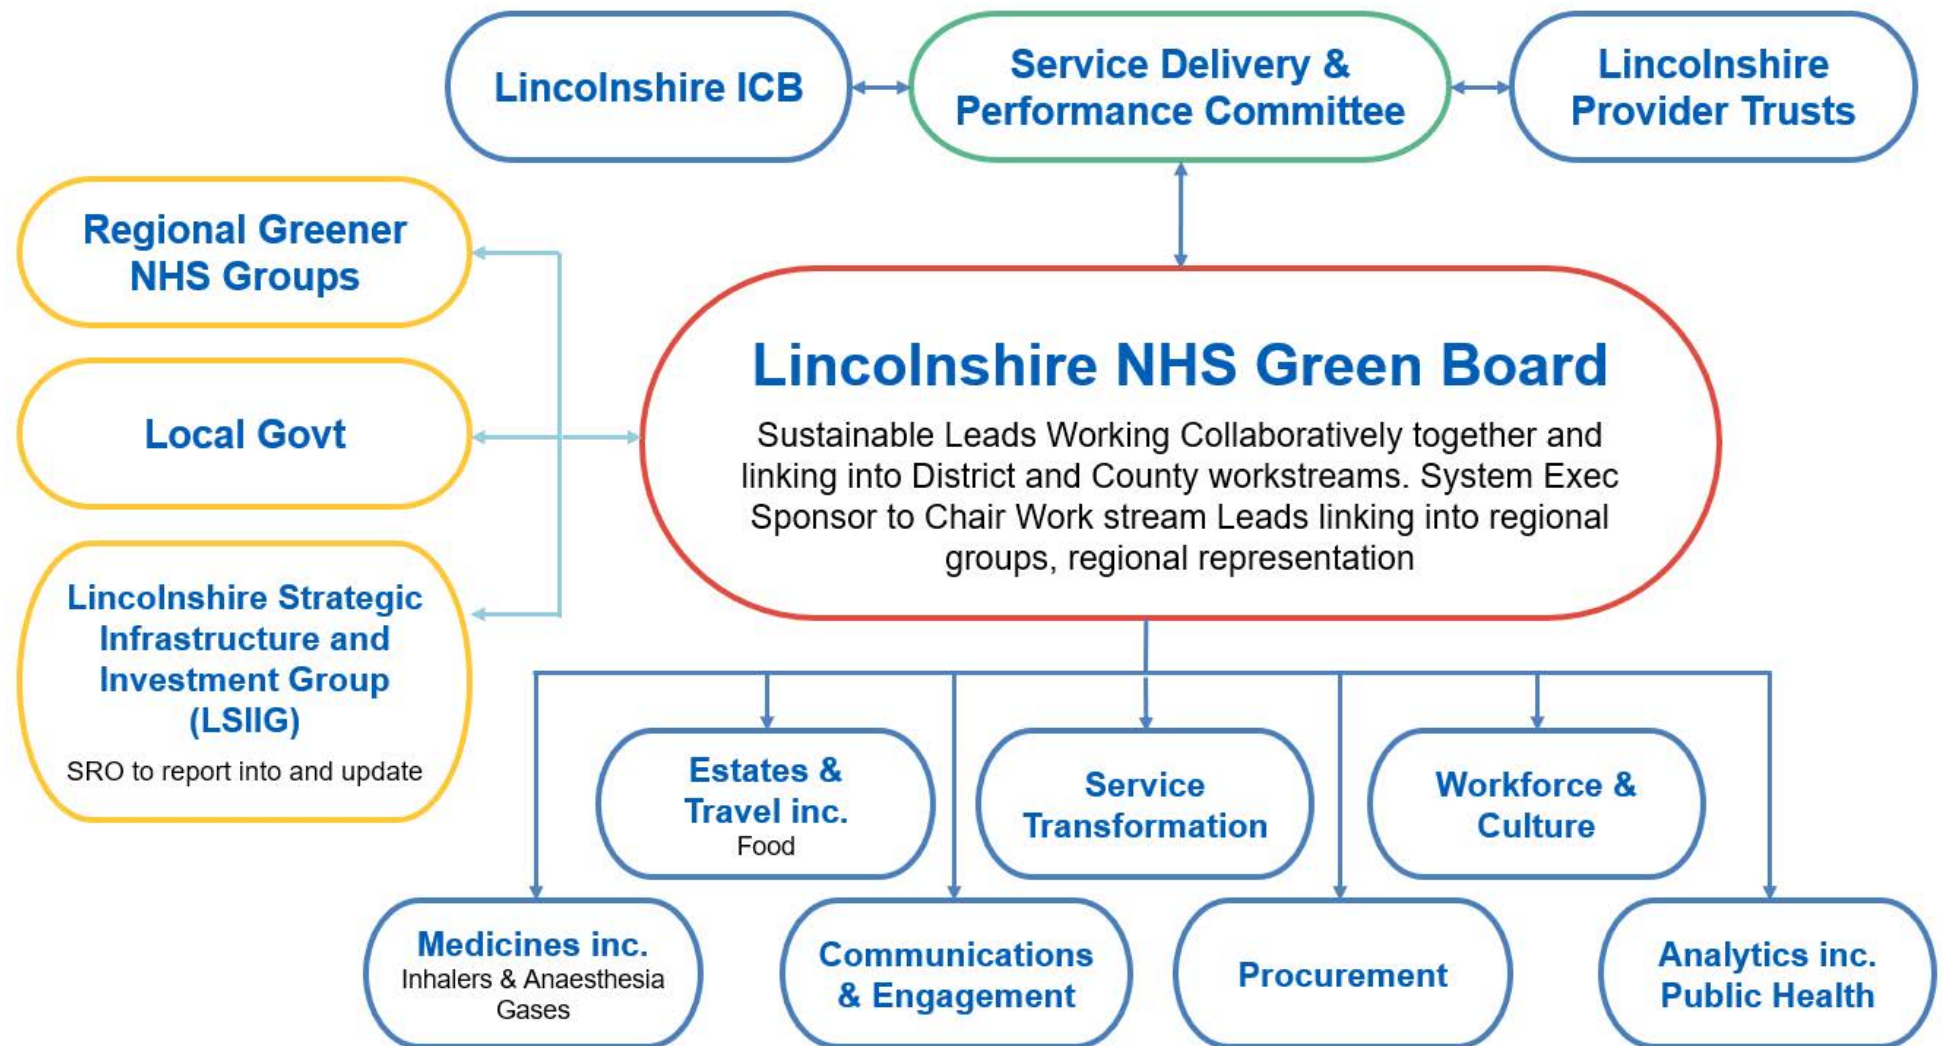 Lincolnshire ICB
Service Delivery &
Performance Committee
Lincolnshire
Provider Trusts
Regional Greener
NHS Groups
Local Govt
Lincolnshire Strategic
Infrastructure and
Investment Group
(LSIIG)
SRO to report into and update
Lincolnshire NHS Green Board
Sustainable Leads Working Collaboratively together and
linking into District and County workstreams. System Exec
Sponsor to Chair Work stream Leads linking into regional
groups, regional representation
Estates &
Travel inc.
Food
Service
Transformation
Workforce &
Culture
Medicines inc.
Inhalers & Anaesthesia
Gases
Communications
& Engagement
Procurement
Analytics inc.
Public Health